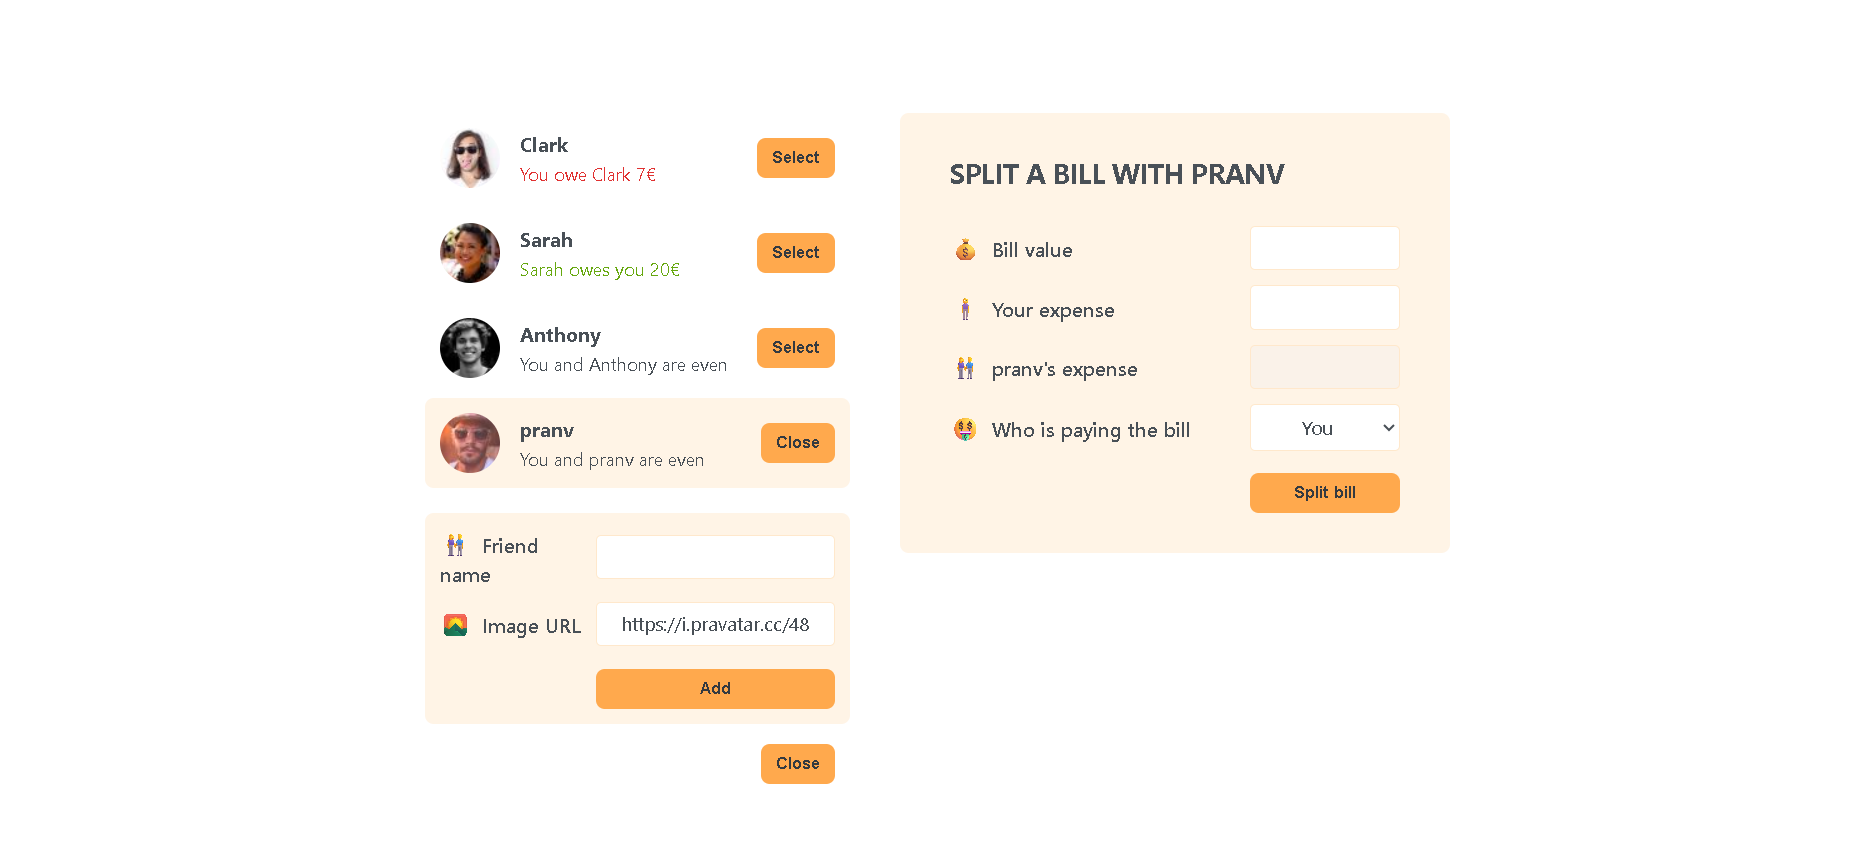 Clark
You owe Clark 7€
Select
Sarah
Sarah owes you 20€
Select
Anthony
You and Anthony are even
Select
pranv
You and pranv are even
Close
Friend
name
Image URL
https://i.pravatar.cc/48
Add
Close
SPLIT A BILL WITH PRANV
Bill value
Your expense
pranv's expense
Who is paying the bill
You
Split bill